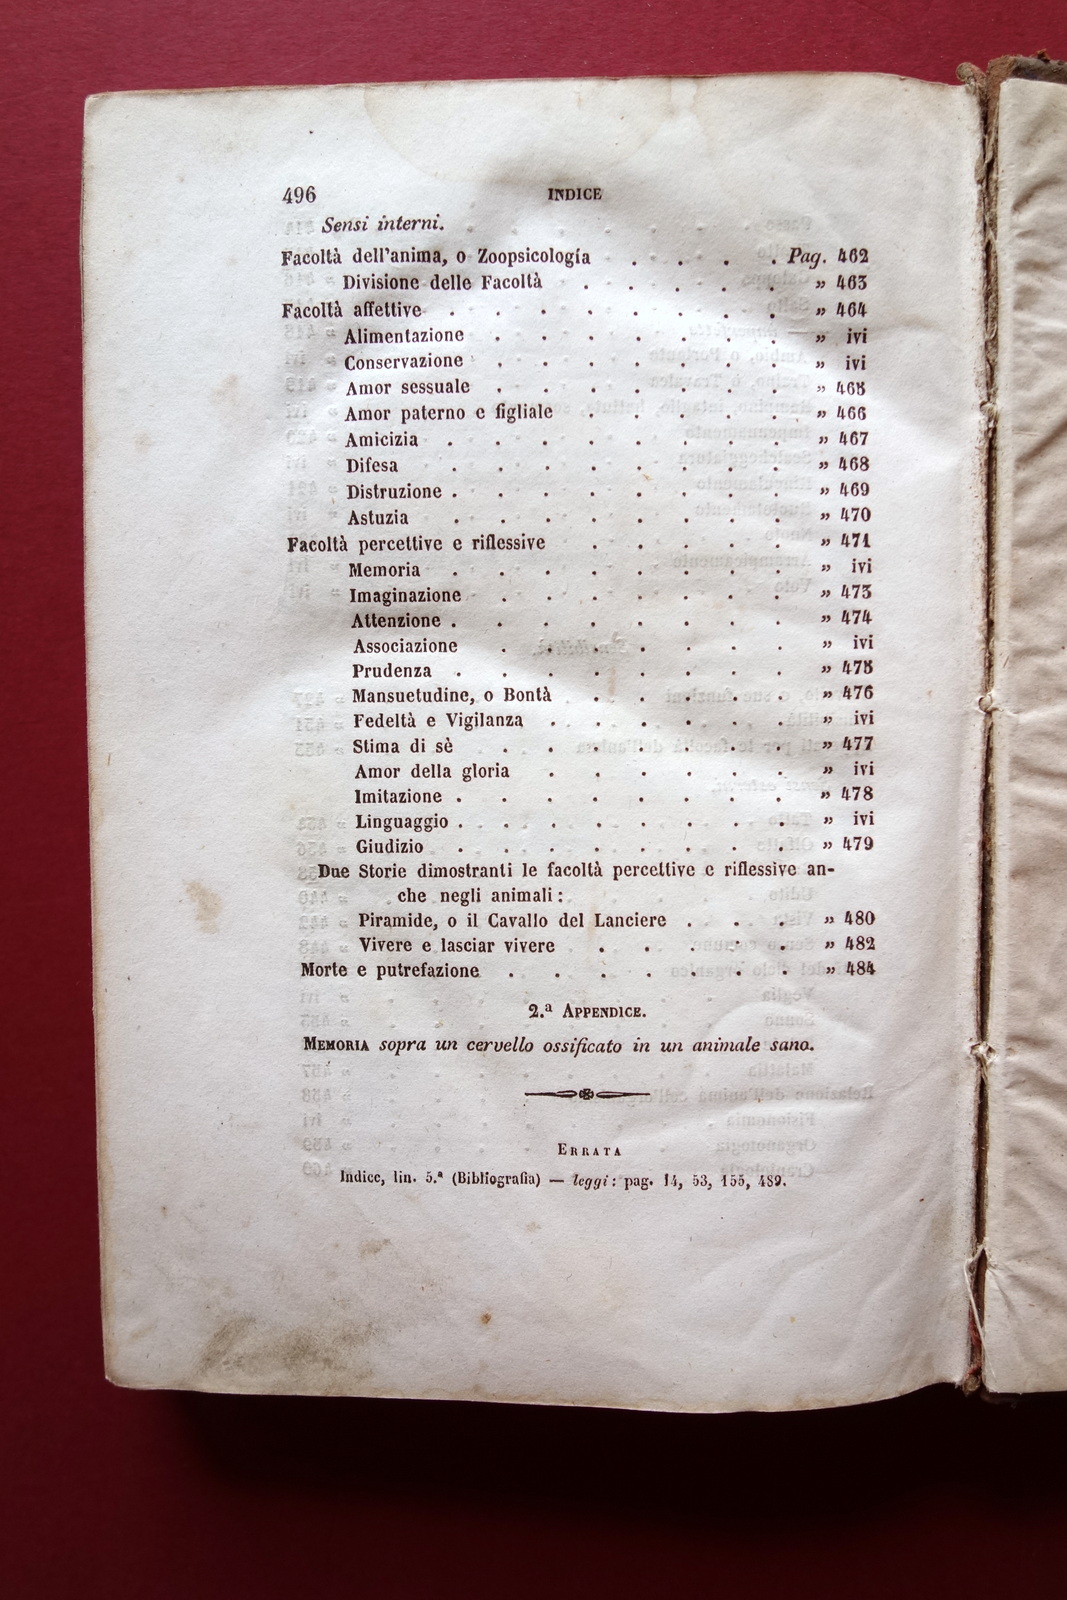 496 INDICE
Sensi interni.
Facoltà dell'anima, o Zoopsicologia . . . . Pag. 462
Divisione delle Facoltà . . . . . » 463
Facoltà affettive . . . . . . . . » 464
Alimentazione . . . . . . . » ivi
Conservazione . . . . . . . » ivi
Amor sessuale . . . . . . . » 465
Amor paterno e figliale . . . . . » 466
Amicizia . . . . . . . . » 467
Difesa . . . . . . . . » 468
Distruzione . . . . . . . . » 469
Astuzia . . . . . . . . » 470
Facoltà percettive e riflessive . . . . . » 471
Memoria . . . . . . . . » ivi
Imaginazione . . . . . . . » 473
Attenzione . . . . . . . . » 474
Associazione . . . . . . . » ivi
Prudenza . . . . . . . . » 475
Mansuetudine, o Bontà . . . . . » 476
Fedeltà e Vigilanza . . . . . . » ivi
Stima di sè . . . . . . . » 477
Amor della gloria . . . . . . » ivi
Imitazione . . . . . . . . » 478
Linguaggio . . . . . . . . » ivi
Giudizio . . . . . . . . » 479
Due Storie dimostranti le facoltà percettive e riflessive an-
che negli animali :
Piramide, o il Cavallo del Lanciere . . . » 480
Vivere e lasciar vivere . . . . . » 482
Morte e putrefazione . . . . . . . » 484
2.ª APPENDICE.
MEMORIA sopra un cervello ossificato in un animale sano.
ERRATA
Indice, lin. 5.ª (Bibliografia) — leggi : pag. 14, 53, 155, 489.